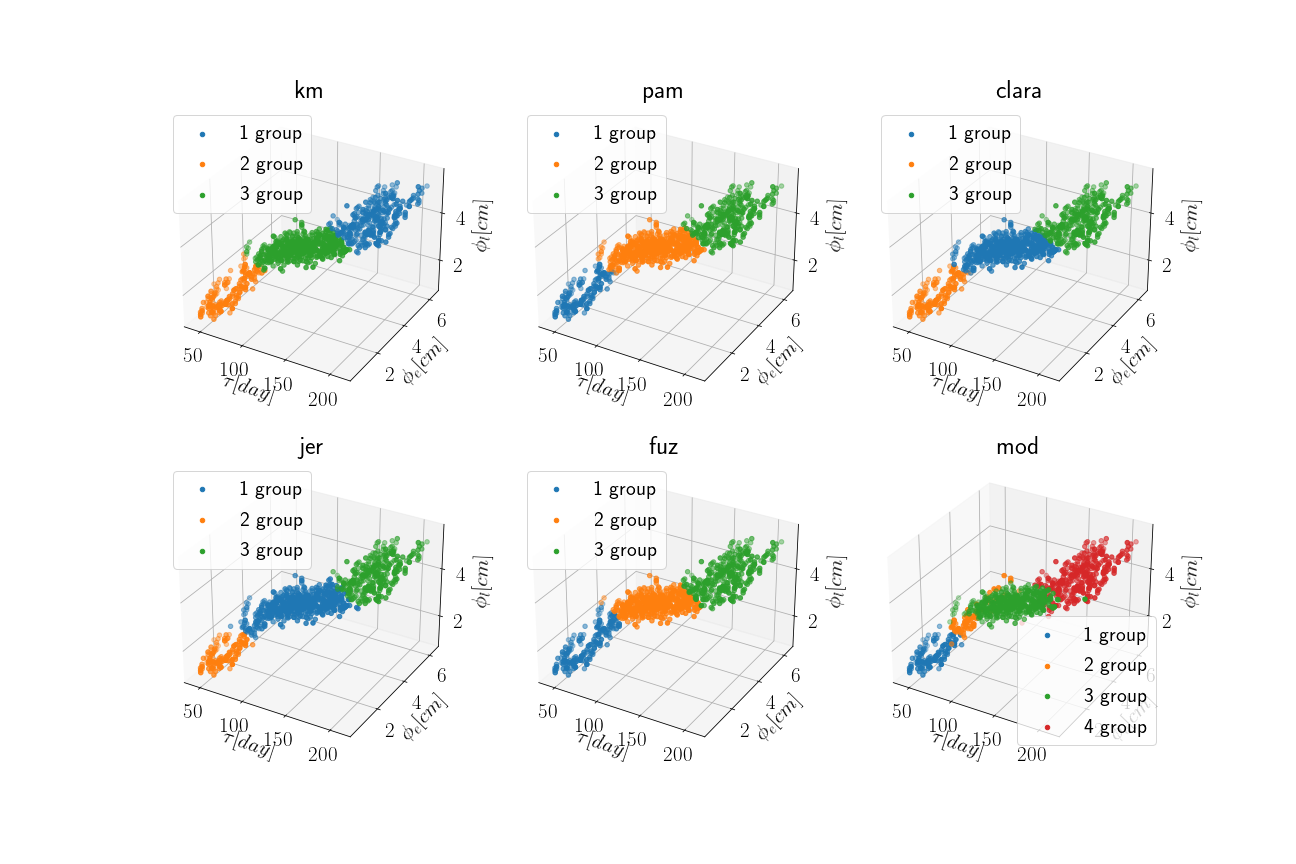 km
1 group
2 group
3 group
4
2
ϕl[cm]
6
4
2
ϕe[cm]
50
100
150
200
τ[day]
pam
1 group
2 group
3 group
4
2
ϕl[cm]
6
4
2
ϕe[cm]
50
100
150
200
τ[day]
clara
1 group
2 group
3 group
4
2
ϕl[cm]
6
4
2
ϕe[cm]
50
100
150
200
τ[day]
jer
1 group
2 group
3 group
4
2
ϕl[cm]
6
4
2
ϕe[cm]
50
100
150
200
τ[day]
fuz
1 group
2 group
3 group
4
2
ϕl[cm]
6
4
2
ϕe[cm]
50
100
150
200
τ[day]
mod
4
2
ϕl[cm]
1 group
2 group
3 group
4 group
6
50
100
150
200
τ[day]